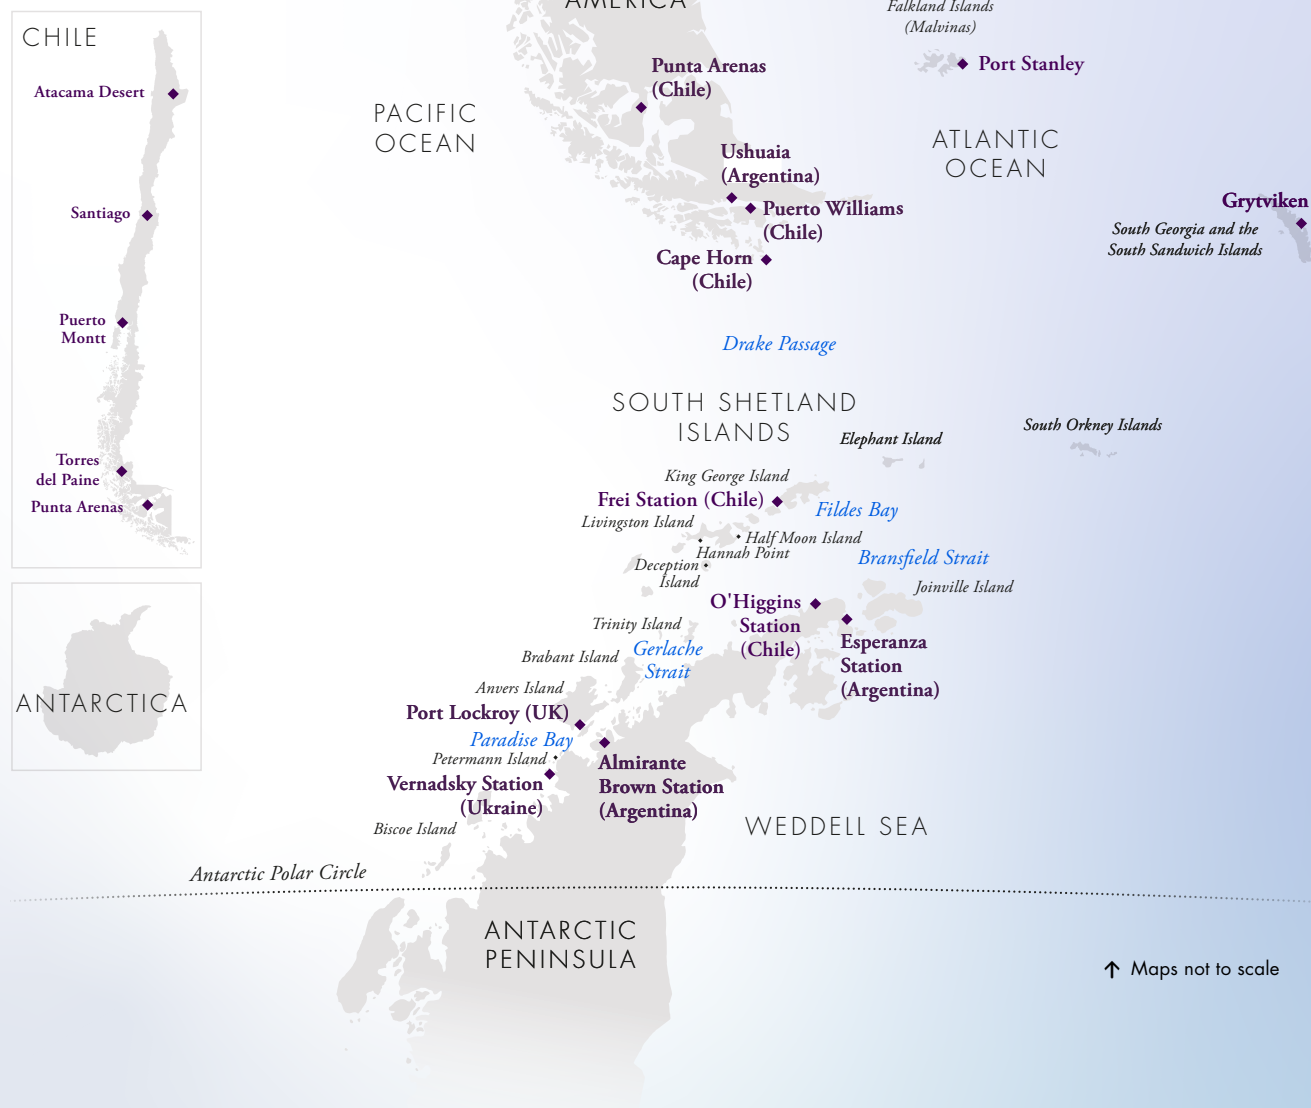 AMERICA
Falkland Islands
(Malvinas)
CHILE
Atacama Desert
Santiago
Puerto
Montt
Torres
del Paine
Punta Arenas
ANTARCTICA
Punta Arenas
(Chile)
Port Stanley
PACIFIC
OCEAN
ATLANTIC
OCEAN
Ushuaia
(Argentina)
Puerto Williams
(Chile)
Cape Horn
(Chile)
Grytviken
South Georgia and the
South Sandwich Islands
Drake Passage
SOUTH SHETLAND
ISLANDS
Elephant Island
South Orkney Islands
King George Island
Frei Station (Chile)
Fildes Bay
Livingston Island
Half Moon Island
Hannah Point
Deception
Island
Bransfield Strait
Joinville Island
O'Higgins
Station
(Chile)
Esperanza
Station
(Argentina)
Trinity Island
Gerlache
Strait
Brabant Island
Anvers Island
Port Lockroy (UK)
Paradise Bay
Petermann Island
Almirante
Brown Station
(Argentina)
Vernadsky Station
(Ukraine)
Biscoe Island
WEDDELL SEA
Antarctic Polar Circle
ANTARCTIC
PENINSULA
↑ Maps not to scale